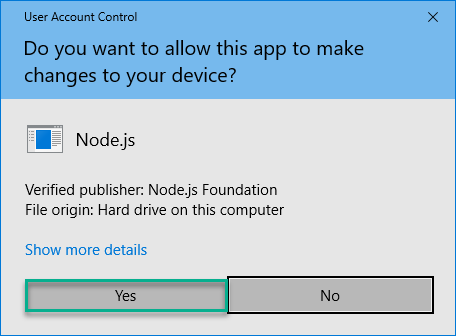 User Account Control
Do you want to allow this app to make
changes to your device?
Node.js
Verified publisher: Node.js Foundation
File origin: Hard drive on this computer
Show more details
Yes
No